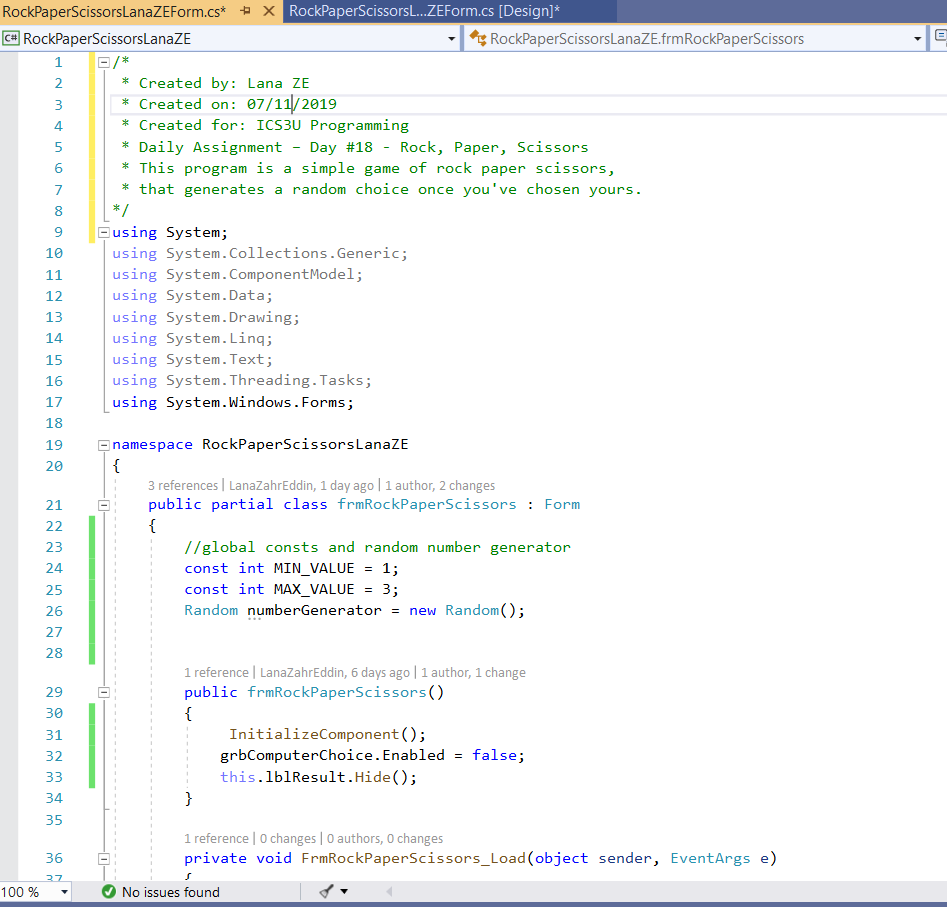 RockPaperScissorsLanaZEForm.cs* RockPaperScissorsL...ZEForm.cs [Design]*
C# RockPaperScissorsLanaZE RockPaperScissorsLanaZE.frmRockPaperScissors
1 /*
2 * Created by: Lana ZE
3 * Created on: 07/11/2019
4 * Created for: ICS3U Programming
5 * Daily Assignment – Day #18 - Rock, Paper, Scissors
6 * This program is a simple game of rock paper scissors,
7 * that generates a random choice once you've chosen yours.
8 */
9 using System;
10 using System.Collections.Generic;
11 using System.ComponentModel;
12 using System.Data;
13 using System.Drawing;
14 using System.Linq;
15 using System.Text;
16 using System.Threading.Tasks;
17 using System.Windows.Forms;
18
19 namespace RockPaperScissorsLanaZE
20 {
3 references | LanaZahrEddin, 1 day ago | 1 author, 2 changes
21 public partial class frmRockPaperScissors : Form
22 {
23 //global consts and random number generator
24 const int MIN_VALUE = 1;
25 const int MAX_VALUE = 3;
26 Random numberGenerator = new Random();
27
28
1 reference | LanaZahrEddin, 6 days ago | 1 author, 1 change
29 public frmRockPaperScissors()
30 {
31 InitializeComponent();
32 grbComputerChoice.Enabled = false;
33 this.lblResult.Hide();
34 }
35
1 reference | 0 changes | 0 authors, 0 changes
36 private void FrmRockPaperScissors_Load(object sender, EventArgs e)
37 {
100 % No issues found